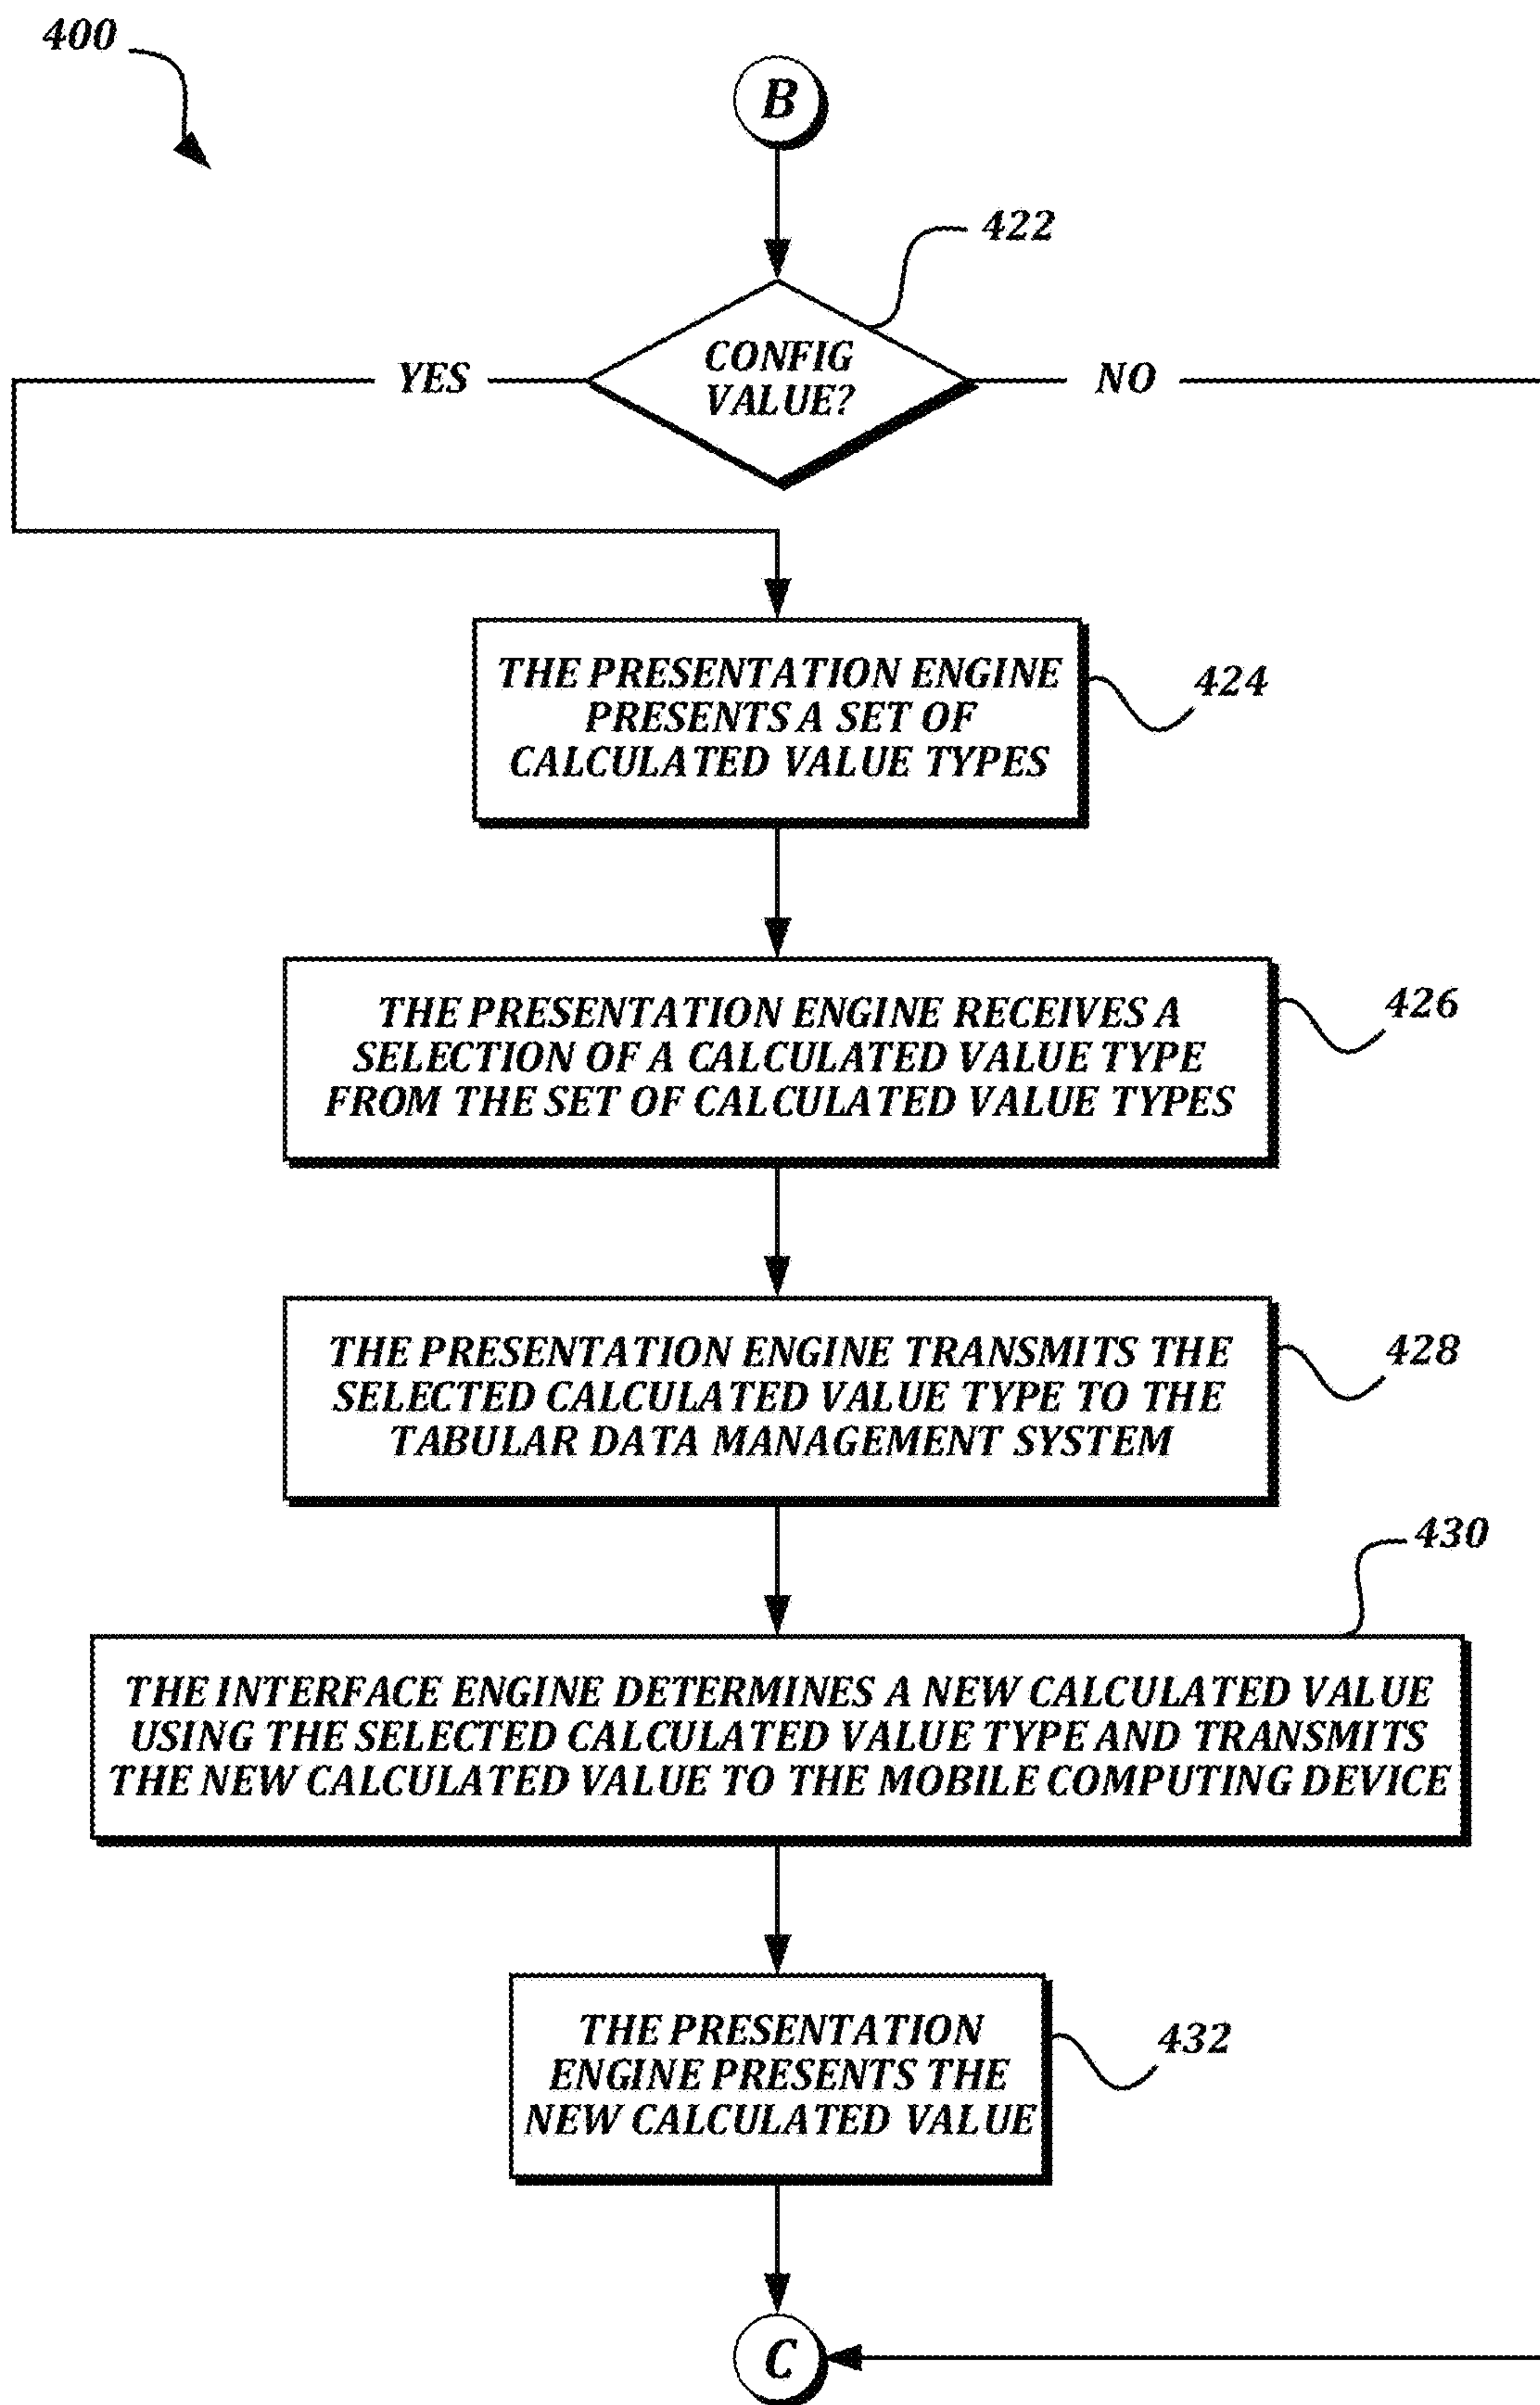 400
B
422
CONFIG
VALUE?
YES
NO
THE PRESENTATION ENGINE
PRESENTS A SET OF
CALCULATED VALUE TYPES
424
THE PRESENTATION ENGINE RECEIVES A
SELECTION OF A CALCULATED VALUE TYPE
FROM THE SET OF CALCULATED VALUE TYPES
426
THE PRESENTATION ENGINE TRANSMITS THE
SELECTED CALCULATED VALUE TYPE TO THE
TABULAR DATA MANAGEMENT SYSTEM
428
430
THE INTERFACE ENGINE DETERMINES A NEW CALCULATED VALUE
USING THE SELECTED CALCULATED VALUE TYPE AND TRANSMITS
THE NEW CALCULATED VALUE TO THE MOBILE COMPUTING DEVICE
THE PRESENTATION
ENGINE PRESENTS THE
NEW CALCULATED VALUE
432
C